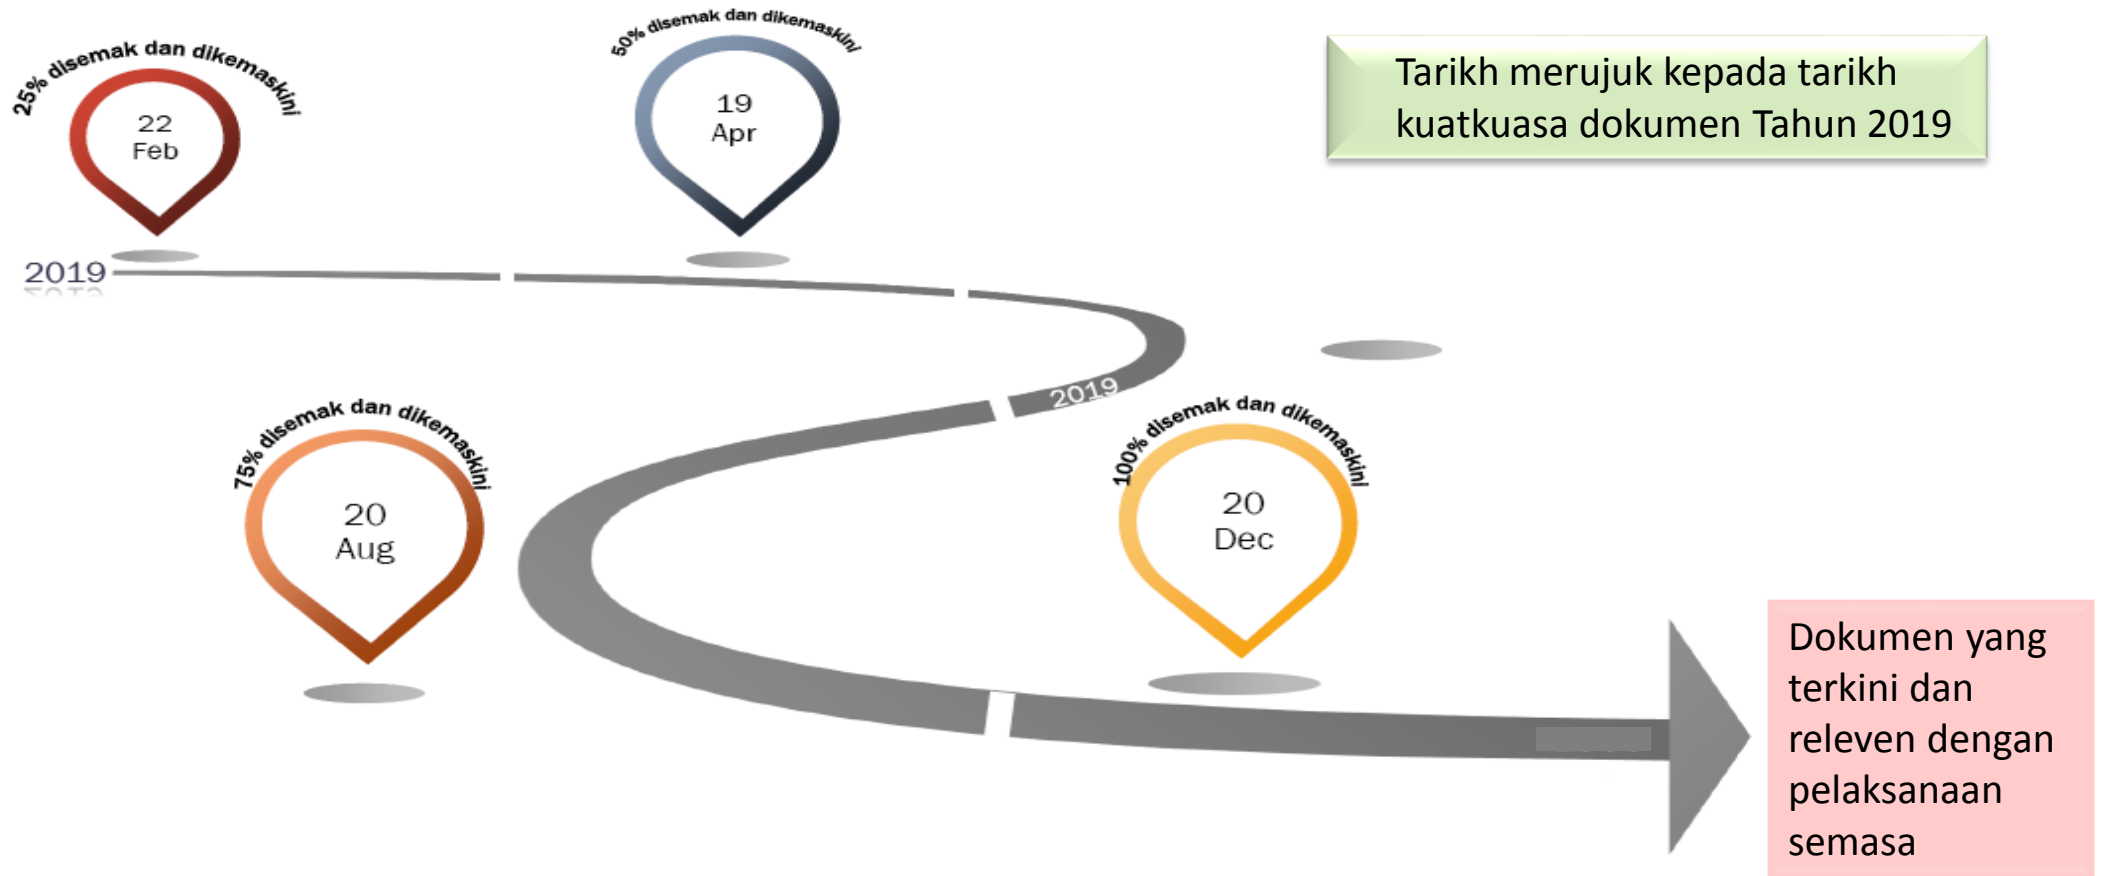 25% disemak dan dikemaskini
22
Feb
50% disemak dan dikemaskini
19
Apr
Tarikh merujuk kepada tarikh
kuatkuasa dokumen Tahun 2019
2019
2019
75% disemak dan dikemaskini
20
Aug
100% disemak dan dikemaskini
20
Dec
Dokumen yang
terkini dan
releven dengan
pelaksanaan
semasa